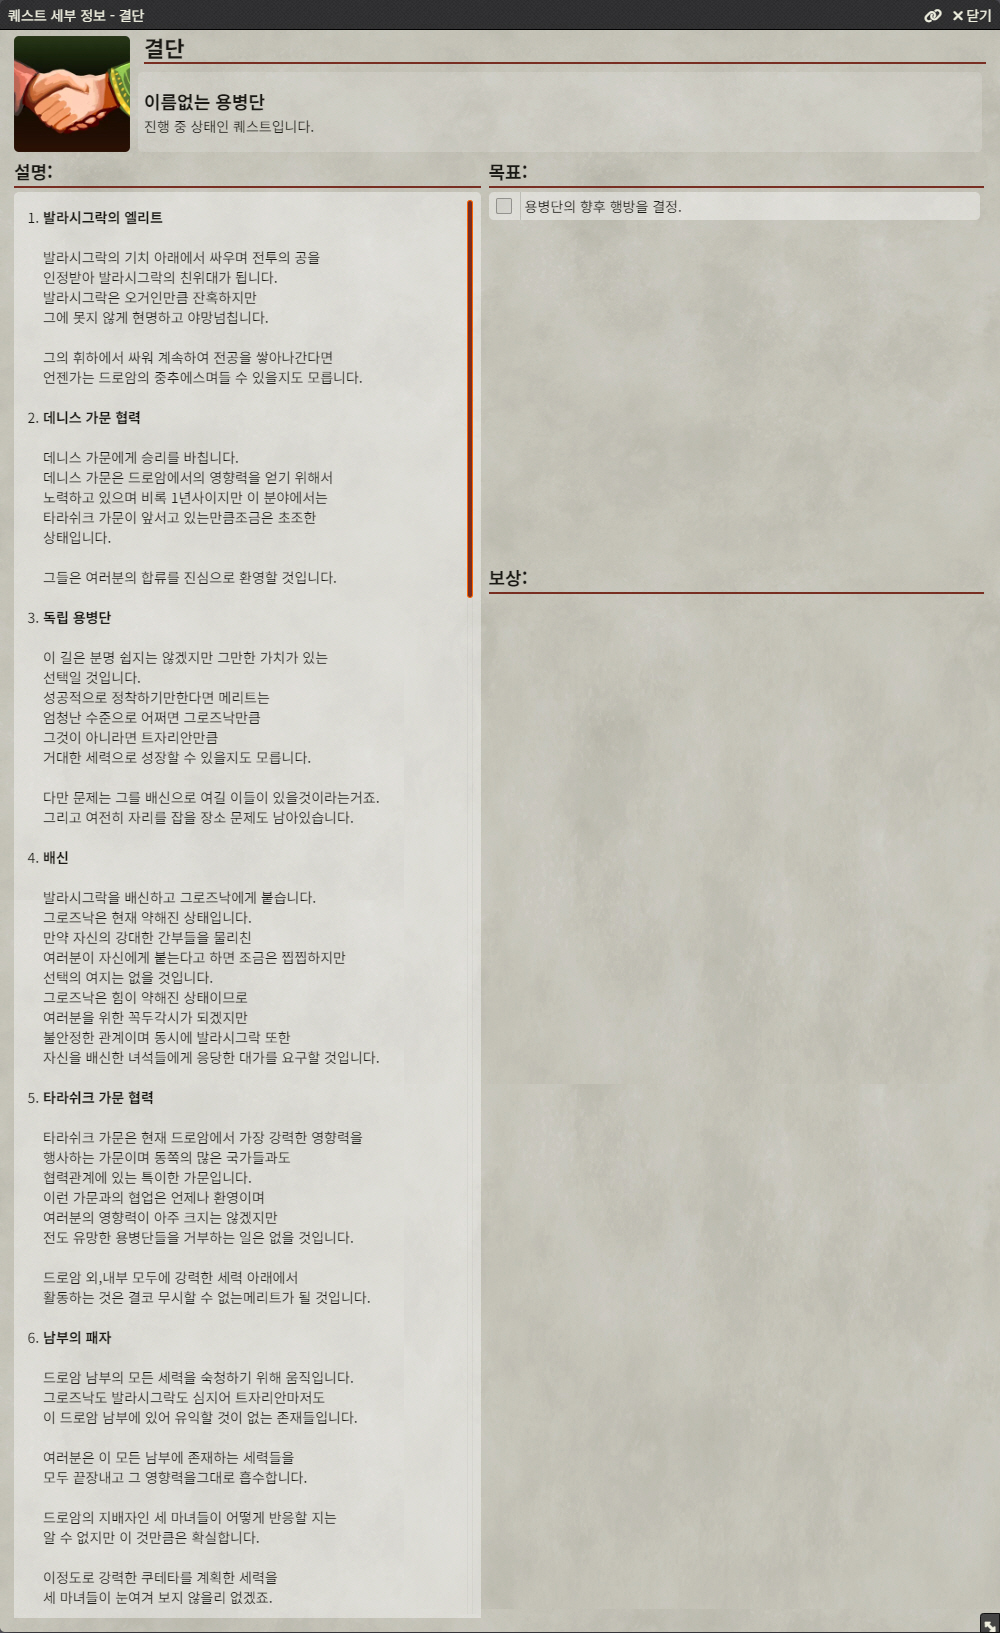 퀘스트 세부 정보 - 결단
닫기
결단
이름없는 용병단
진행 중 상태인 퀘스트입니다.
설명:
1. 발라시그락의 엘리트
발라시그락의 기치 아래에서 싸우며 전투의 공을
인정받아 발라시그락의 친위대가 됩니다.
발라시그락은 오거인만큼 잔혹하지만
그에 못지 않게 현명하고 야망넘칩니다.
그의 휘하에서 싸워 계속하여 전공을 쌓아나간다면
언젠가는 드로암의 중추에스며들 수 있을지도 모릅니다.
2. 데니스 가문 협력
데니스 가문에게 승리를 바칩니다.
데니스 가문은 드로암에서의 영향력을 얻기 위해서
노력하고 있으며 비록 1년사이지만 이 분야에서는
타라쉬크 가문이 앞서고 있는만큼조금은 초조한
상태입니다.
그들은 여러분의 합류를 진심으로 환영할 것입니다.
3. 독립 용병단
이 길은 분명 쉽지는 않겠지만 그만한 가치가 있는
선택일 것입니다.
성공적으로 정착하기만한다면 메리트는
엄청난 수준으로 어쩌면 그로즈낙만큼
그것이 아니라면 트자리안만큼
거대한 세력으로 성장할 수 있을지도 모릅니다.
다만 문제는 그를 배신으로 여길 이들이 있을것이라는거죠.
그리고 여전히 자리를 잡을 장소 문제도 남아있습니다.
4. 배신
발라시그락을 배신하고 그로즈낙에게 붙습니다.
그로즈낙은 현재 약해진 상태입니다.
만약 자신의 강대한 간부들을 물리친
여러분이 자신에게 붙는다고 하면 조금은 찝찝하지만
선택의 여지는 없을 것입니다.
그로즈낙은 힘이 약해진 상태이므로
여러분을 위한 꼭두각시가 되겠지만
불안정한 관계이며 동시에 발라시그락 또한
자신을 배신한 녀석들에게 응당한 대가를 요구할 것입니다.
5. 타라쉬크 가문 협력
타라쉬크 가문은 현재 드로암에서 가장 강력한 영향력을
행사하는 가문이며 동쪽의 많은 국가들과도
협력관계에 있는 특이한 가문입니다.
이런 가문과의 협업은 언제나 환영이며
여러분의 영향력이 아주 크지는 않겠지만
전도 유망한 용병단들을 거부하는 일은 없을 것입니다.
드로암 외,내부 모두에 강력한 세력 아래에서
활동하는 것은 결코 무시할 수 없는메리트가 될 것입니다.
6. 남부의 패자
드로암 남부의 모든 세력을 숙청하기 위해 움직입니다.
그로즈낙도 발라시그락도 심지어 트자리안마저도
이 드로암 남부에 있어 유익할 것이 없는 존재들입니다.
여러분은 이 모든 남부에 존재하는 세력들을
모두 끝장내고 그 영향력을그대로 흡수합니다.
드로암의 지배자인 세 마녀들이 어떻게 반응할 지는
알 수 없지만 이 것만큼은 확실합니다.
이정도로 강력한 쿠테타를 계획한 세력을
세 마녀들이 눈여겨 보지 않을리 없겠죠.
목표:
용병단의 향후 행방을 결정.
보상: